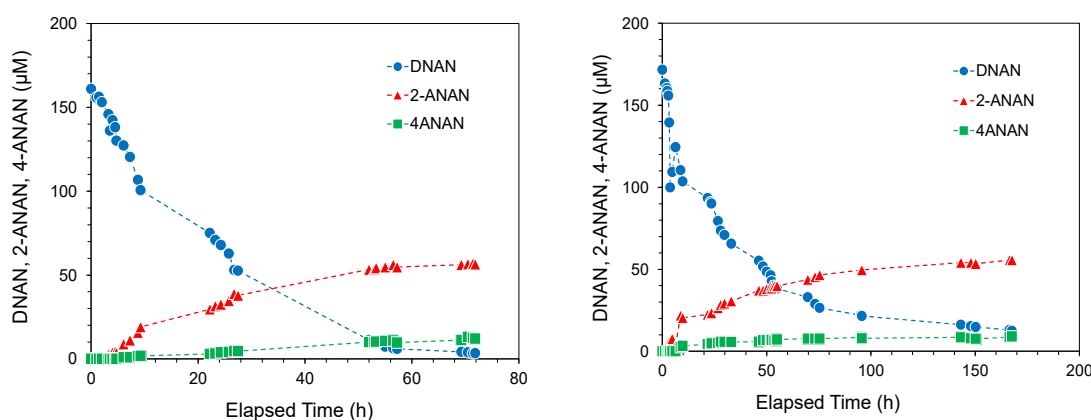 DNAN, 2-ANAN, 4-ANAN (µM)
200
150
100
50
0
0 20 40 60 80
Elapsed Time (h)
DNAN
2-ANAN
4ANAN
DNAN, 2-ANAN, 4-ANAN (µM)
200
150
100
50
0
0 50 100 150 200
Elapsed Time (h)
DNAN
2-ANAN
4ANAN